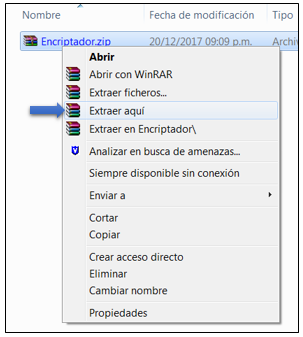 Nombre Fecha de modificación Tipo
Encriptador.zip 20/12/2017 09:09 p.m. Archi
Abrir
Abrir con WinRAR
Extraer ficheros...
Extraer aquí
Extraer en Encriptador\
Analizar en busca de amenazas...
Siempre disponible sin conexión
Enviar a
Cortar
Copiar
Crear acceso directo
Eliminar
Cambiar nombre
Propiedades